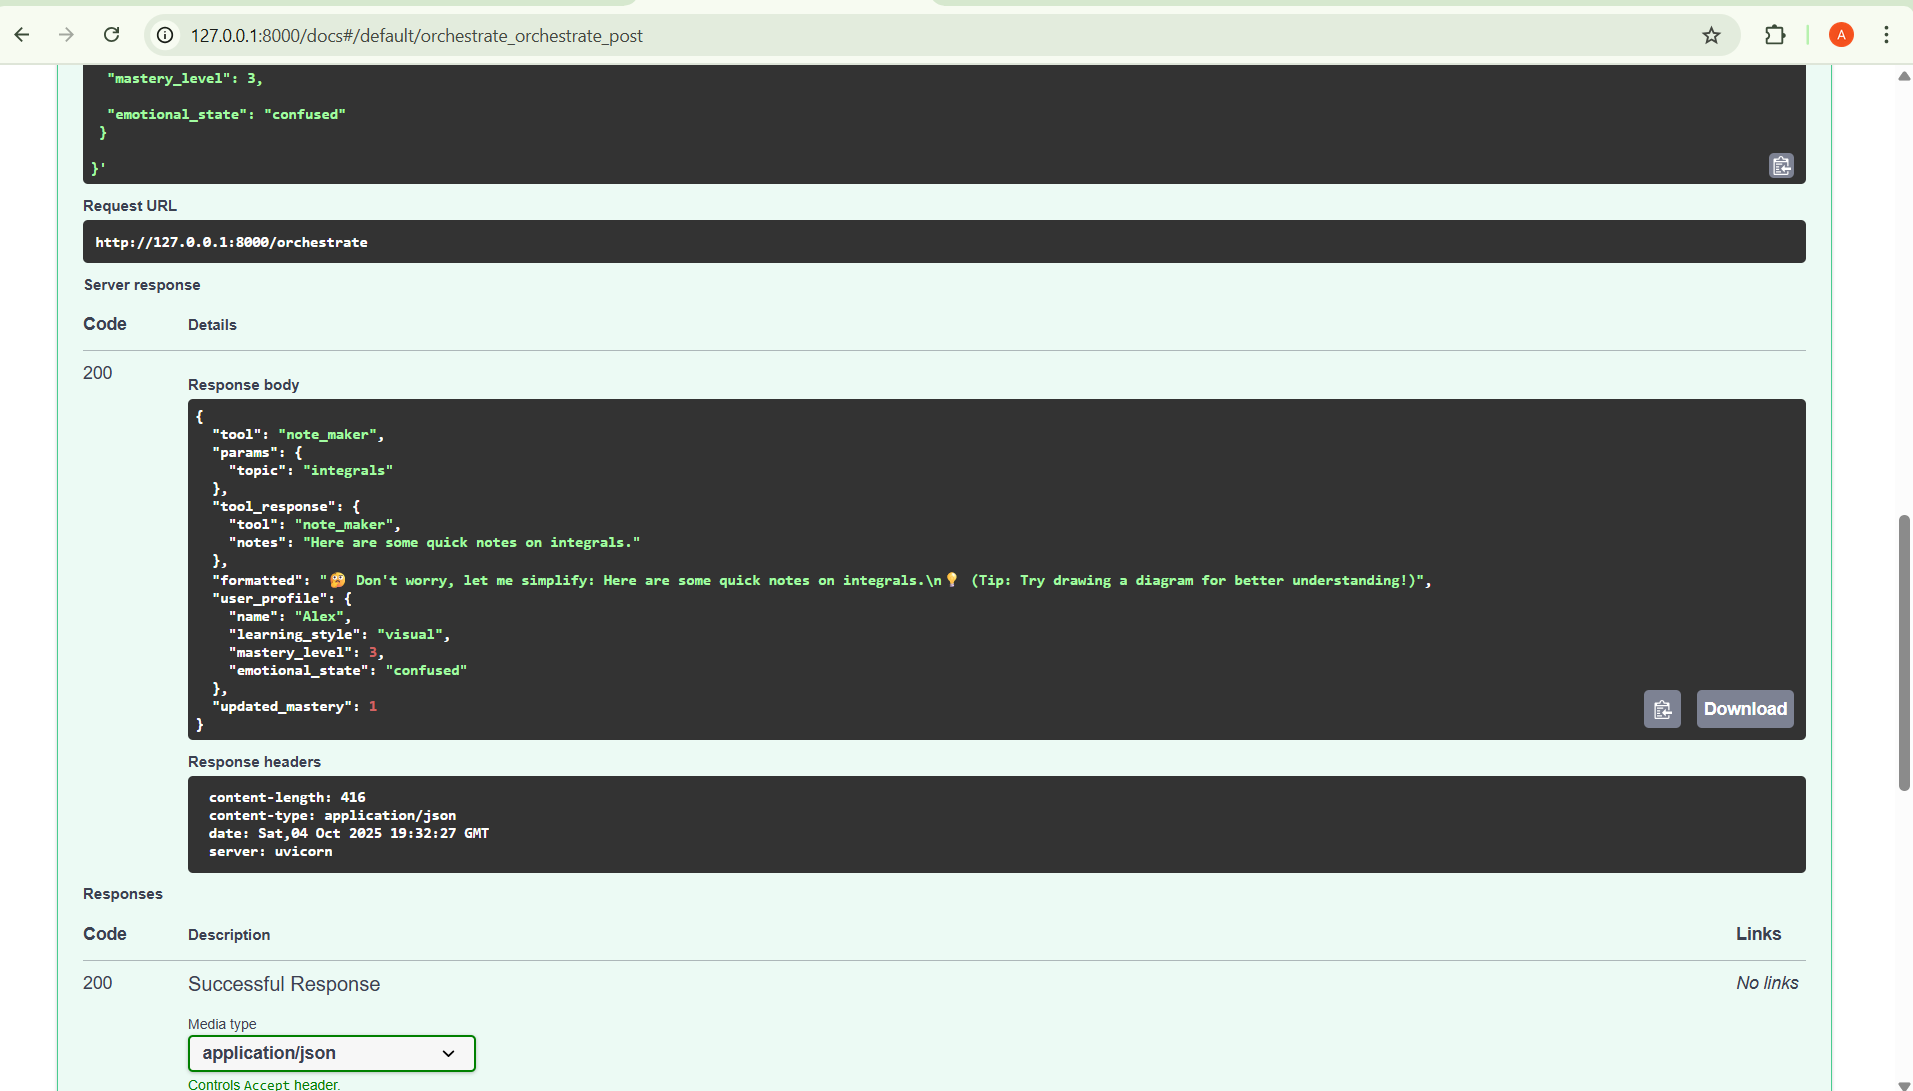 127.0.0.1:8000/docs#/default/orchestrate_orchestrate_post
A
"mastery_level": 3,
"emotional_state": "confused"
}
}'
Request URL
http://127.0.0.1:8000/orchestrate
Server response
Code Details
200
Response body
{
"tool": "note_maker",
"params": {
"topic": "integrals"
},
"tool_response": {
"tool": "note_maker",
"notes": "Here are some quick notes on integrals."
},
"formatted": "🤔 Don't worry, let me simplify: Here are some quick notes on integrals.\n💡 (Tip: Try drawing a diagram for better understanding!)",
"user_profile": {
"name": "Alex",
"learning_style": "visual",
"mastery_level": 3,
"emotional_state": "confused"
},
"updated_mastery": 1
}
Download
Response headers
content-length: 416
content-type: application/json
date: Sat,04 Oct 2025 19:32:27 GMT
server: uvicorn
Responses
Code Description Links
200 Successful Response No links
Media type
application/json
Controls Accept header.